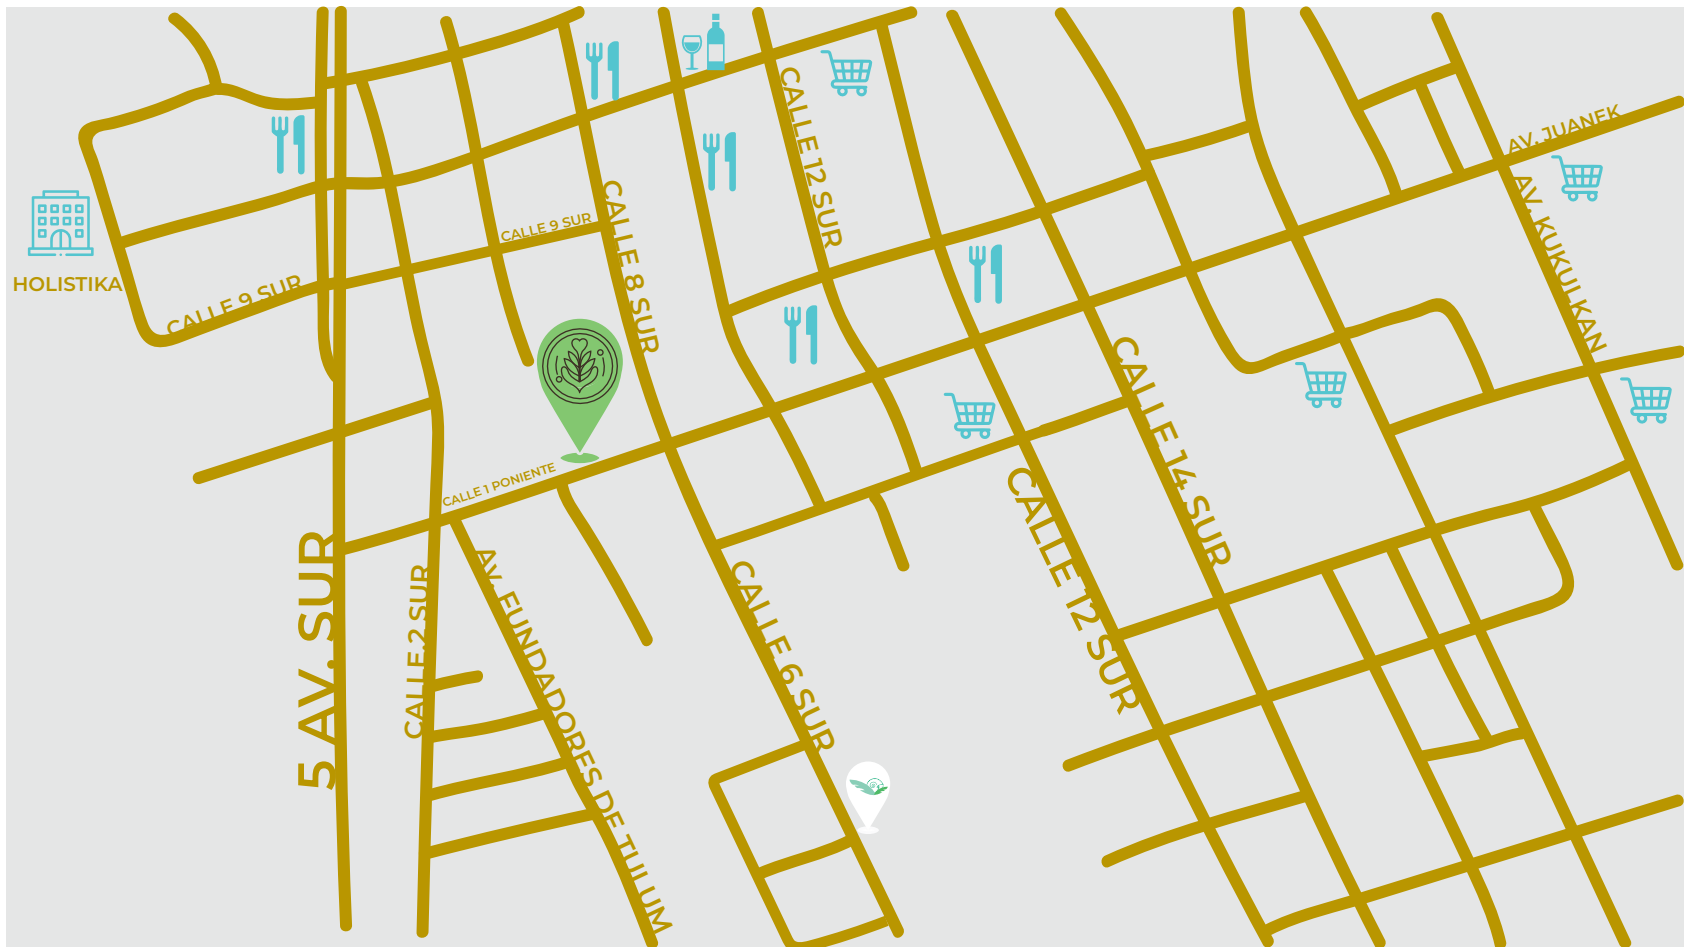 CALLE 12 SUR
AV. JUANEK
CALLE 9 SUR
CALLE 8 SUR
AV. KUKULKAN
HOLISTIKA
CALLE 9 SUR
CALLE 14 SUR
CALLE 1 PONIENTE
CALLE 12 SUR
5 AV. SUR
CALLE 2 SUR
AV. FUNDADORES DE TULUM
CALLE 6 SUR